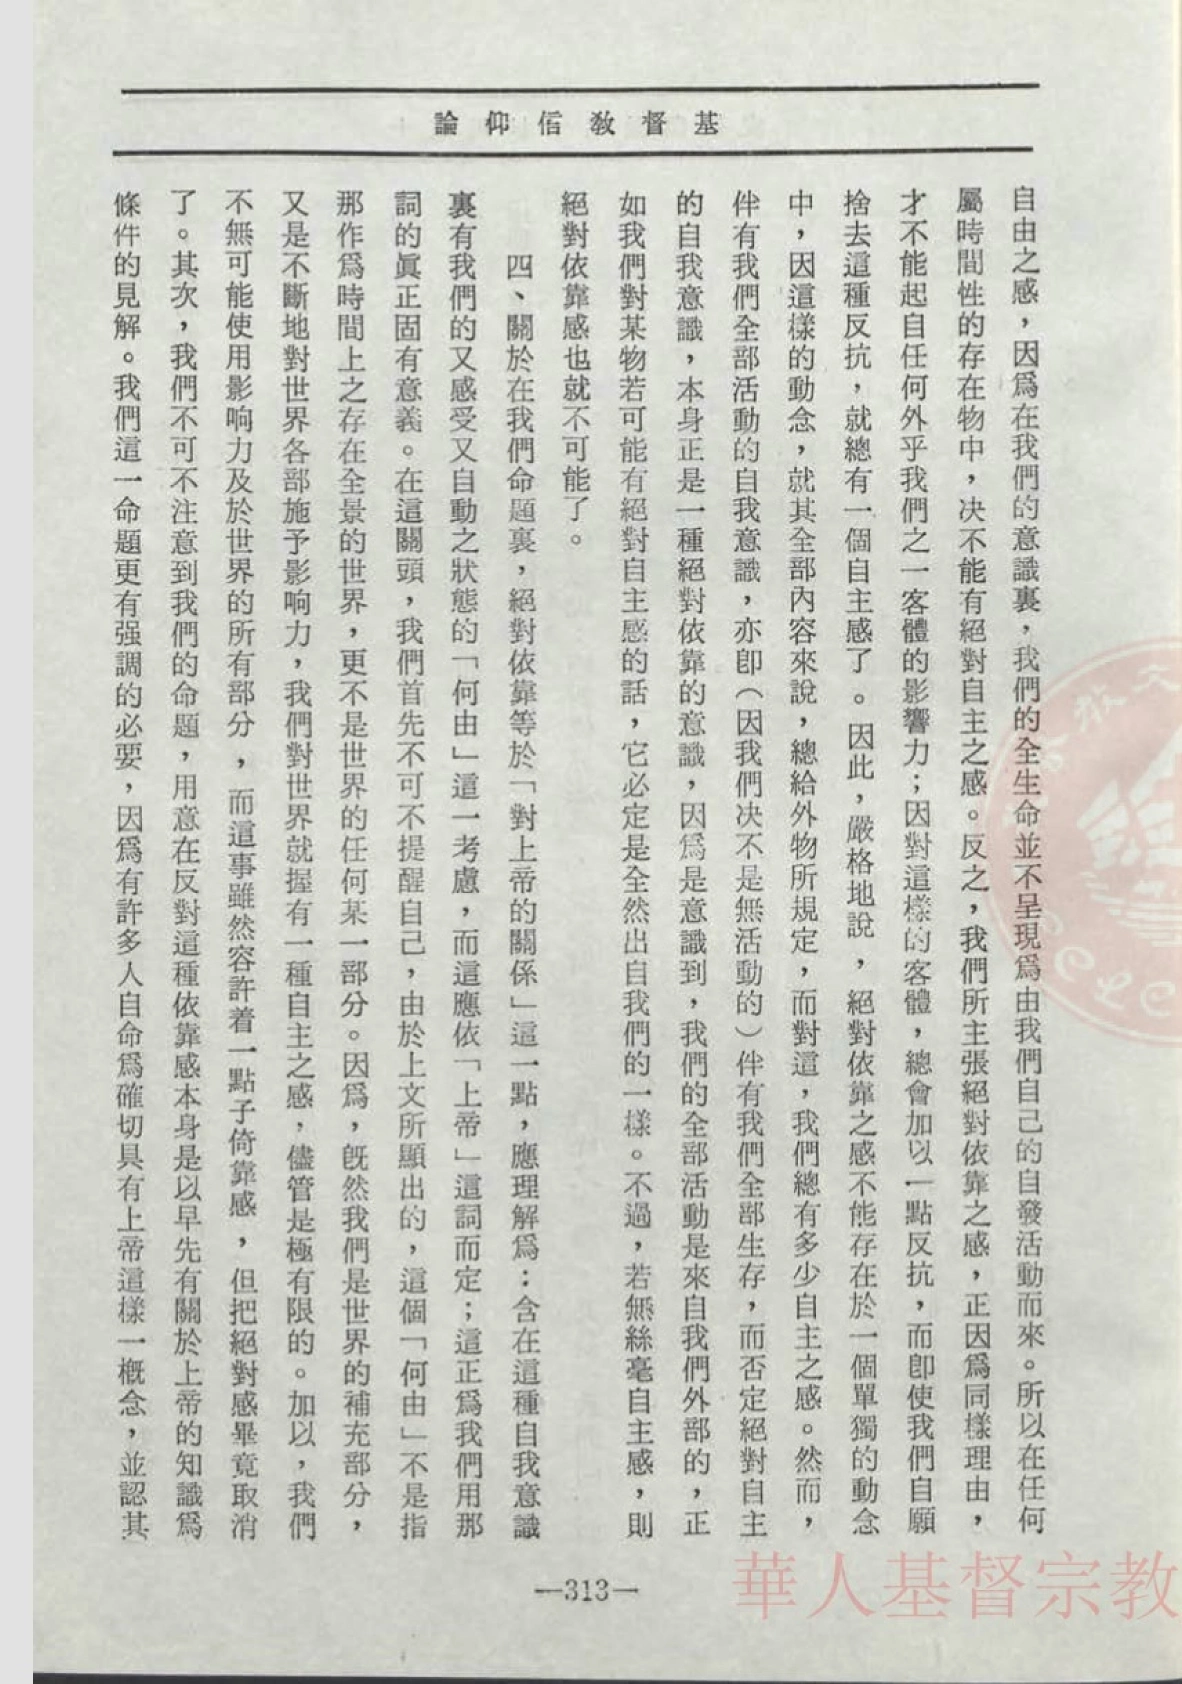 基督敎信仰論
自由之感，因爲在我們的意識裏，我們的全生命並不呈現爲由我們自己的自發活動而來。所以在任何
屬時間性的存在物中，决不能有絕對自主之感。反之，我們所主張絕對依靠之感，正因爲同樣理由，
才不能起自任何外乎我們之一客體的影響力；因對這樣的客體，總會加以一點反抗，而卽使我們自願
捨去這種反抗，就總有一個自主感了。因此，嚴格地說，絕對依靠之感不能存在於一個單獨的動念
中，因這樣的動念，就其全部內容來說，總給外物所規定，而對這，我們總有多少自主之感。然而，
伴有我們全部活動的自我意識，亦卽（因我們決不是無活動的）伴有我們全部生存，而否定絕對自主
的自我意識，本身正是一種絕對依靠的意識，因爲是意識到，我們的全部活動是來自我們外部的，正
如我們對某物若可能有絕對自主感的話，它必定是全然出自我們的一樣。不過，若無絲毫自主感，則
絕對依靠感也就不可能了。
四、關於在我們命題裏，絕對依靠等於「對上帝的關係」這一點，應理解爲：含在這種自我意識
裏有我們的又感受又自動之狀態的「何由」這一考慮，而這應依「上帝」這詞而定；這正爲我們用那
詞的眞正固有意義。在這關頭，我們首先不可不提醒自己，由於上文所顯出的，這個「何由」不是指
那作爲時間上之存在全景的世界，更不是世界的任何某一部分。因爲，旣然我們是世界的補充部分，
又是不斷地對世界各部施予影响力，我們對世界就握有一種自主之感，儘管是極有限的。加以，我們
不無可能使用影响力及於世界的所有部分，而這事雖然容許着一點子倚靠感，但把絕對感畢竟取消
了。其次，我們不可不注意到我們的命題，用意在反對這種依靠感本身是以早先有關於上帝的知識爲
條件的見解。我們這一命題更有强調的必要，因爲有許多人自命爲確切具有上帝這樣一槪念，並認其
—313—
華人基督宗教